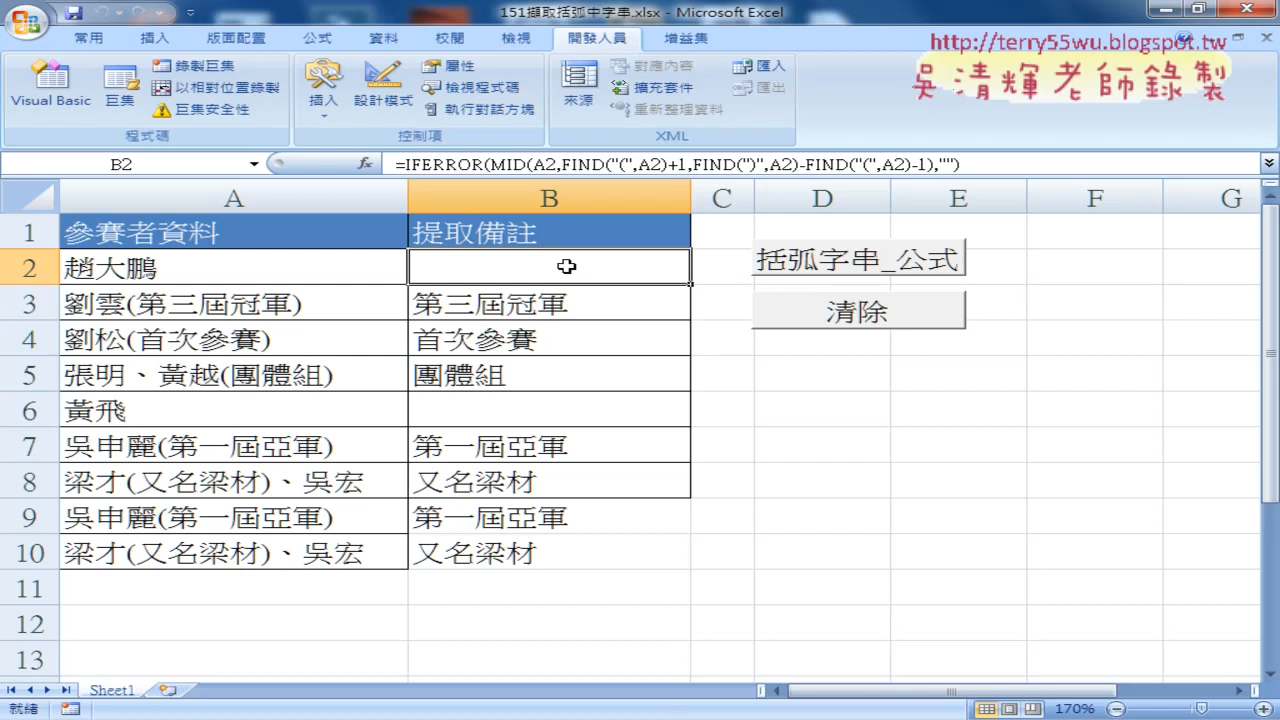 151擷取括弧中字串.xlsx - Microsoft Excel
常用 插入 版面配置 公式 資料 校閱 檢視 開發人員 增益集
http://terry55wu.blogspot.tw
吳清輝老師錄製
Visual Basic 巨集 錄製巨集 以相對位置錄製 巨集安全性 程式碼
插入 設計模式 屬性 檢視程式碼 執行對話方塊 控制項
來源 對應內容 擴充套件 重新整理資料 匯入 匯出 XML
B2 fx =IFERROR(MID(A2,FIND("(",A2)+1,FIND(")",A2)-FIND("(",A2)-1),"")
A B C D E F G
1 參賽者資料 提取備註
2 趙大鵬 括弧字串_公式
3 劉雲(第三屆冠軍) 第三屆冠軍 清除
4 劉松(首次參賽) 首次參賽
5 張明、黃越(團體組) 團體組
6 黃飛
7 吳申麗(第一屆亞軍) 第一屆亞軍
8 梁才(又名梁材)、吳宏 又名梁材
9 吳申麗(第一屆亞軍) 第一屆亞軍
10 梁才(又名梁材)、吳宏 又名梁材
11
12
13
Sheet1
就緒 170%